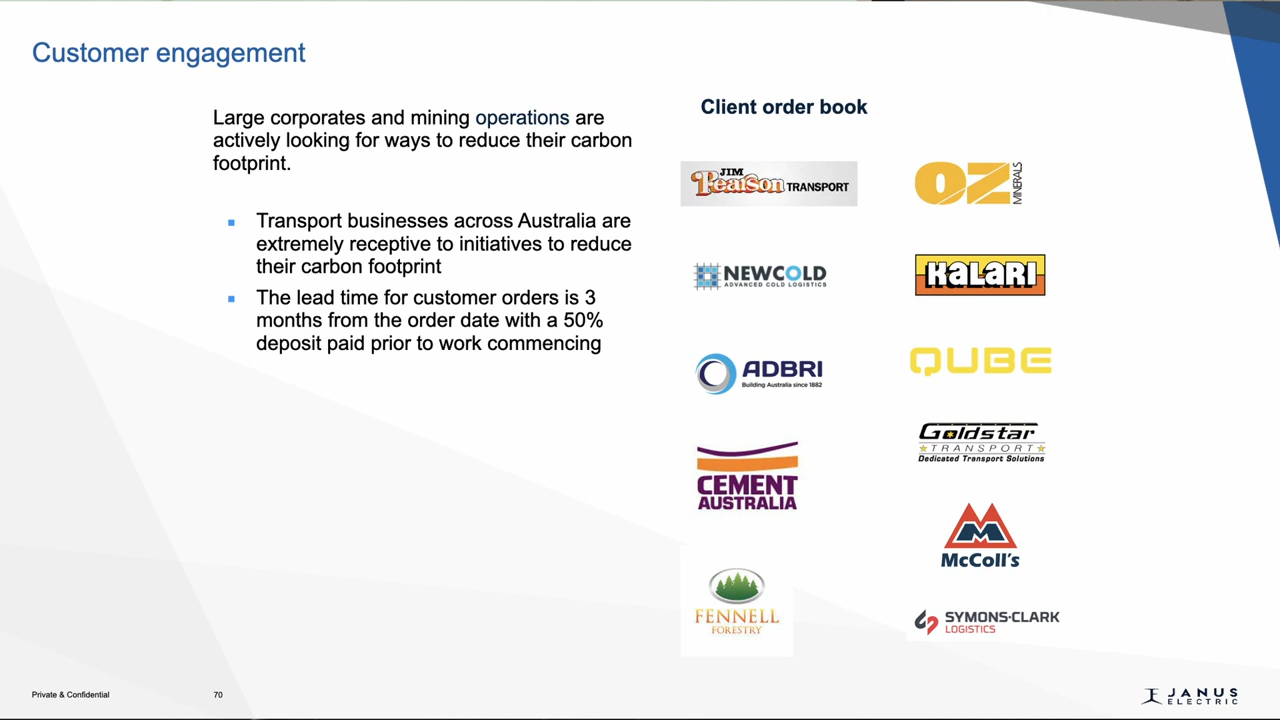 Customer engagement
Large corporates and mining operations are
actively looking for ways to reduce their carbon
footprint.
Transport businesses across Australia are
extremely receptive to initiatives to reduce
their carbon footprint
The lead time for customer orders is 3
months from the order date with a 50%
deposit paid prior to work commencing
Client order book
JIM
Pearson TRANSPORT
OZ
MINERALS
NEWCOLD
ADVANCED COLD LOGISTICS
KALARI
ADBRI
Building Australia since 1882
QUBE
CEMENT
AUSTRALIA
Goldstar
TRANSPORT
Dedicated Transport Solutions
M
McColl's
FENNELL
FORESTRY
SYMONS·CLARK
LOGISTICS
Private & Confidential
70
JANUS
ELECTRIC